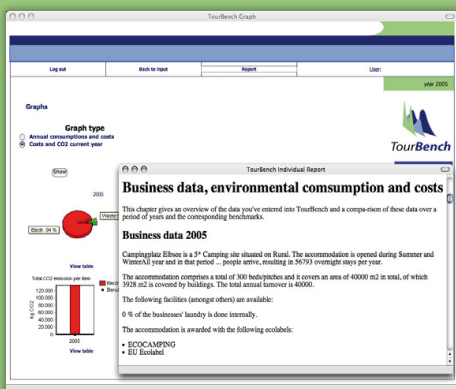 TourBench Graph
Log out
Back to input
Report
User:
year 2005
Graphs
Graph type
Annual consumptions and costs
Costs and CO2 current year
TourBench
Show
2005
Waste
Electr. 94 %
View table
Total CO2 emission per item
kg CO2
120.000
100.000
80.000
60.000
40.000
20.000
0
2005
Electr
Benc
View table
TourBench Individual Report
Business data, environmental comsumption and costs
This chapter gives an overview of the data you've entered into TourBench and a compa-rison of these data over a
period of years and the corresponding benchmarks.
Business data 2005
Campingplatz Elbsee is a 5* Camping site situated on Rural. The accommodation is opened during Summer and
WinterAll year and in that period ... people arrive, resulting in 56793 overnight stays per year.
The accommodation comprises a total of 300 beds/pitches and it covers an area of 40000 m2 in total, of which
3928 m2 is covered by buildings. The total annual turnover is 40000.
The following facilities (amongst others) are available:
0 % of the businesses' laundry is done internally.
The accommodation is awarded with the following ecolabels:
• ECOCAMPING
• EU Ecolabel